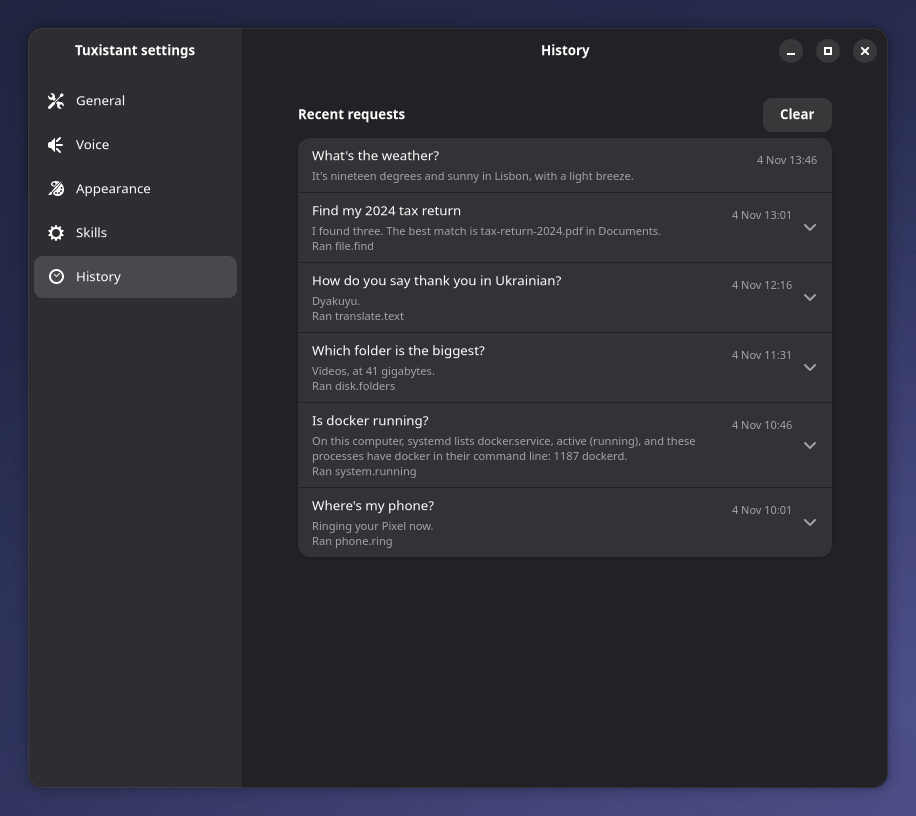 Tuxistant settings
General
Voice
Appearance
Skills
History
History
Recent requests
Clear
What's the weather?
4 Nov 13:46
It's nineteen degrees and sunny in Lisbon, with a light breeze.
Find my 2024 tax return
4 Nov 13:01
I found three. The best match is tax-return-2024.pdf in Documents.
Ran file.find
How do you say thank you in Ukrainian?
4 Nov 12:16
Dyakuyu.
Ran translate.text
Which folder is the biggest?
4 Nov 11:31
Videos, at 41 gigabytes.
Ran disk.folders
Is docker running?
4 Nov 10:46
On this computer, systemd lists docker.service, active (running), and these
processes have docker in their command line: 1187 dockerd.
Ran system.running
Where's my phone?
4 Nov 10:01
Ringing your Pixel now.
Ran phone.ring